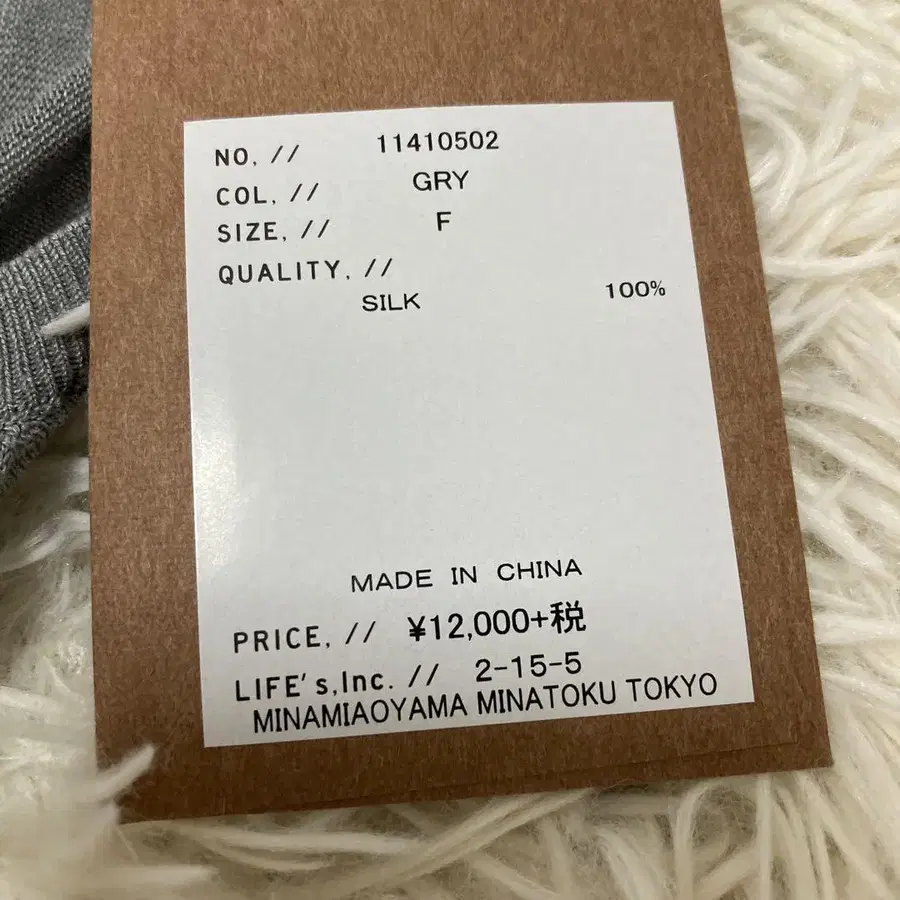 NO, // 11410502
COL, // GRY
SIZE, // F
QUALITY, //
SILK 100%
MADE IN CHINA
PRICE, // ¥12,000+税
LIFE's,Inc. // 2-15-5
MINAMIAOYAMA MINATOKU TOKYO